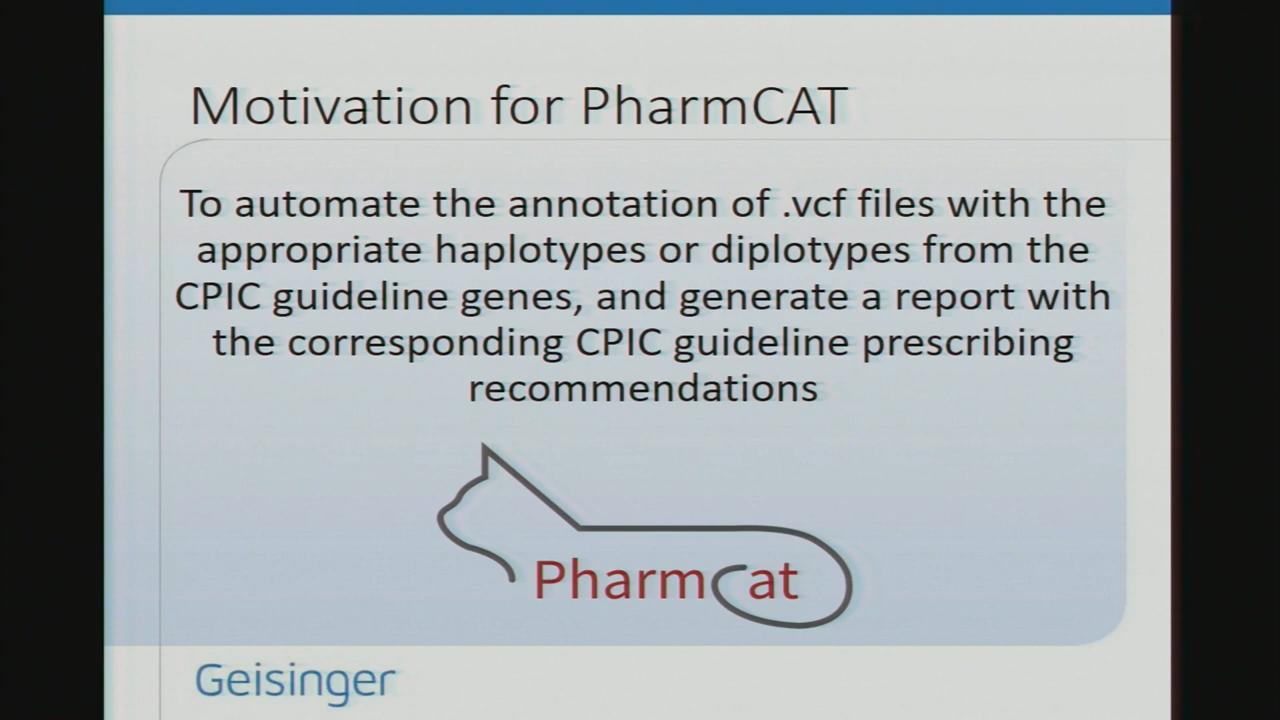 Motivation for PharmCAT
To automate the annotation of .vcf files with the
appropriate haplotypes or diplotypes from the
CPIC guideline genes, and generate a report with
the corresponding CPIC guideline prescribing
recommendations
Pharmcat
Geisinger